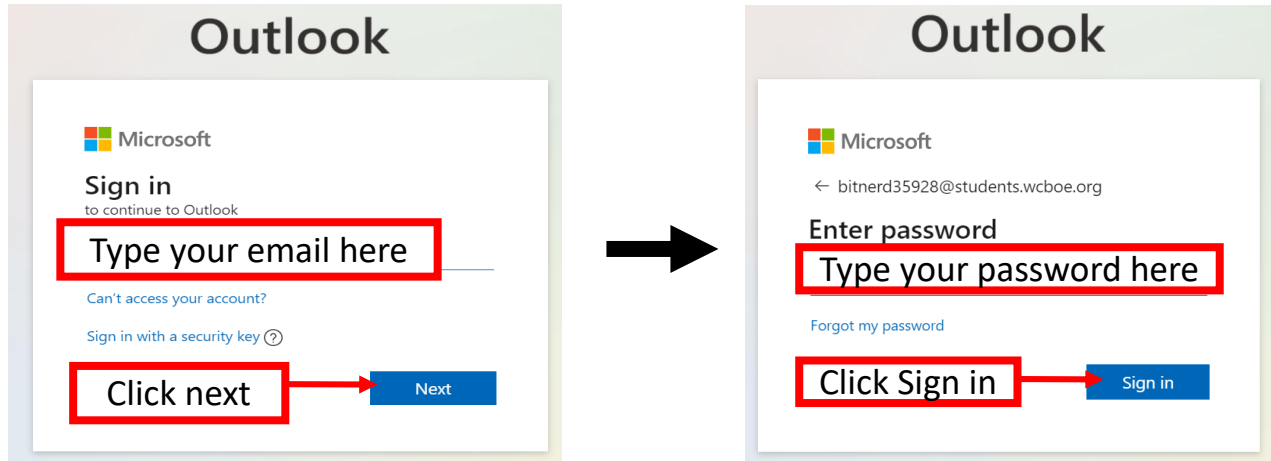 Outlook
Microsoft
Sign in
to continue to Outlook
Type your email here
Can't access your account?
Sign in with a security key
Click next
Next
Outlook
Microsoft
← bitnerd35928@students.wcboe.org
Enter password
Type your password here
Forgot my password
Click Sign in
Sign in